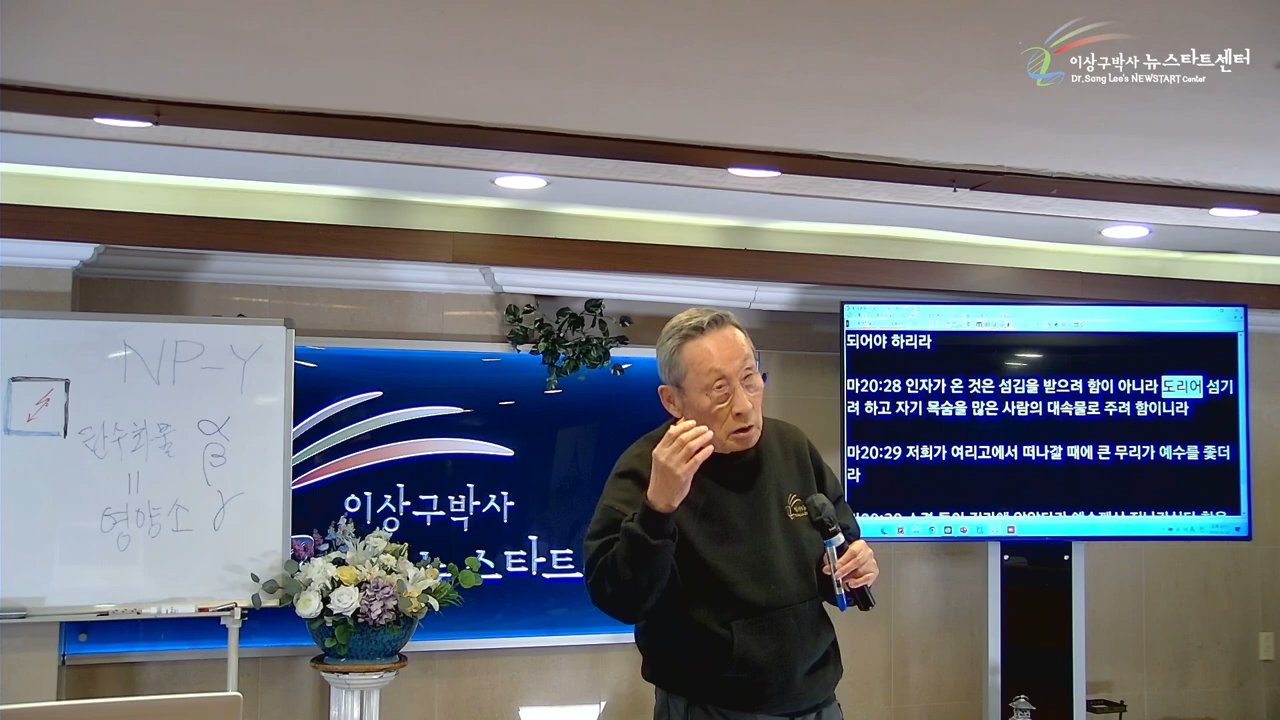 이상구박사 뉴스타트센터
Dr. Sang Lee's NEWSTART Center
NP-Y
탄수화물 α
β
=
영양소 γ
이상구박사
뉴스타트
되어야 하리라
마20:28 인자가 온 것은 섬김을 받으려 함이 아니라 도리어 섬기
려 하고 자기 목숨을 많은 사람의 대속물로 주려 함이니라
마20:29 저희가 여리고에서 떠나갈 때에 큰 무리가 예수를 좇더
라